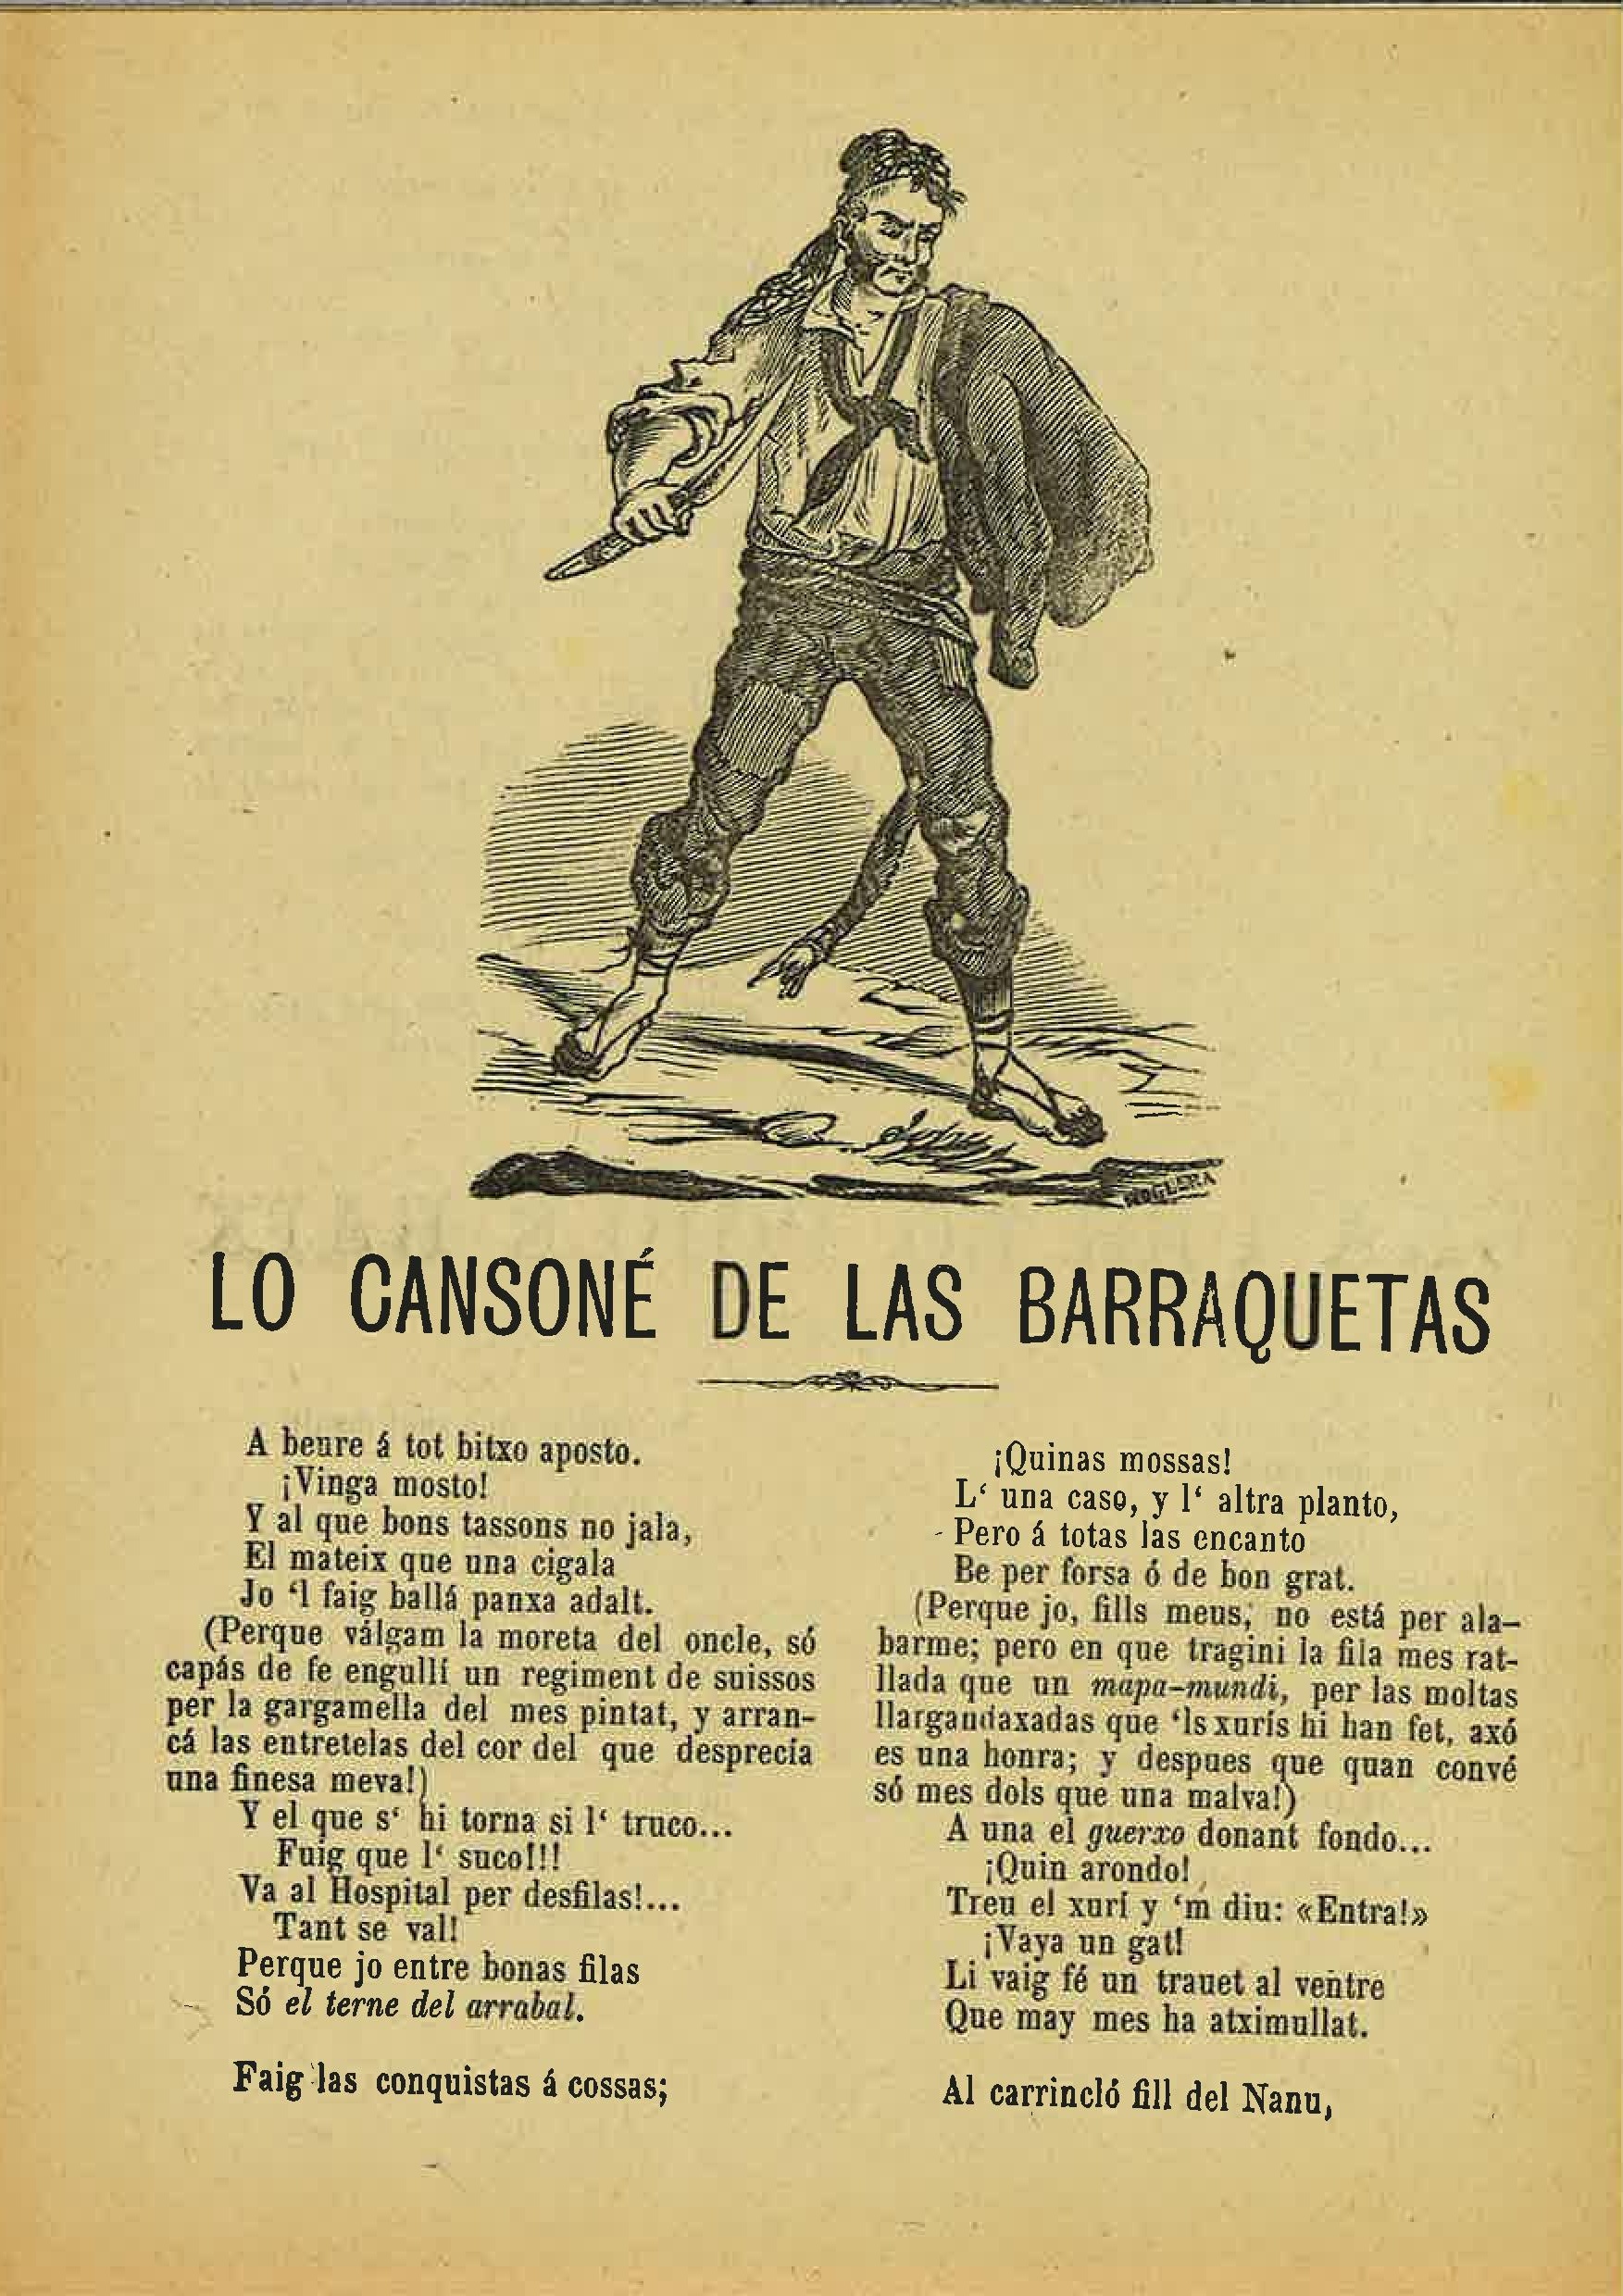 NOGUERA
LO CANSONÉ DE LAS BARRAQUETAS
A beure á tot bitxo aposto.
¡Vinga mosto!
Y al que bons tassons no jala,
El mateix que una cigala
Jo ‘l faig ballá panxa adalt.
(Perque válgam la moreta del oncle, só
capás de fe engullí un regiment de suissos
per la gargamella del mes pintat, y arran-
cá las entretelas del cor del que desprecía
una finesa meva!)
Y el que s‘ hi torna si l‘ truco...
Fuig que l‘ suco!!!
Va al Hospital per desfilas!...
Tant se val!
Perque jo entre bonas filas
Só el terne del arrabal.
Faig las conquistas á cossas;
¡Quinas mossas!
L‘ una caso, y l‘ altra planto,
Pero á totas las encanto
Be per forsa ó de bon grat.
(Perque jo, fills meus, no está per ala-
barme; pero en que tragini la fila mes rat-
llada que un mapa-mundi, per las moltas
llargandaxadas que ‘ls xurís hi han fet, axó
es una honra; y despues que quan convé
só mes dols que una malva!)
A una el guerxo donant fondo...
¡Quin arondo!
Treu el xurí y ‘m diu: «Entra!»
¡Vaya un gat!
Li vaig fé un trauet al ventre
Que may mes ha atximullat.
Al carrincló fill del Nanu,